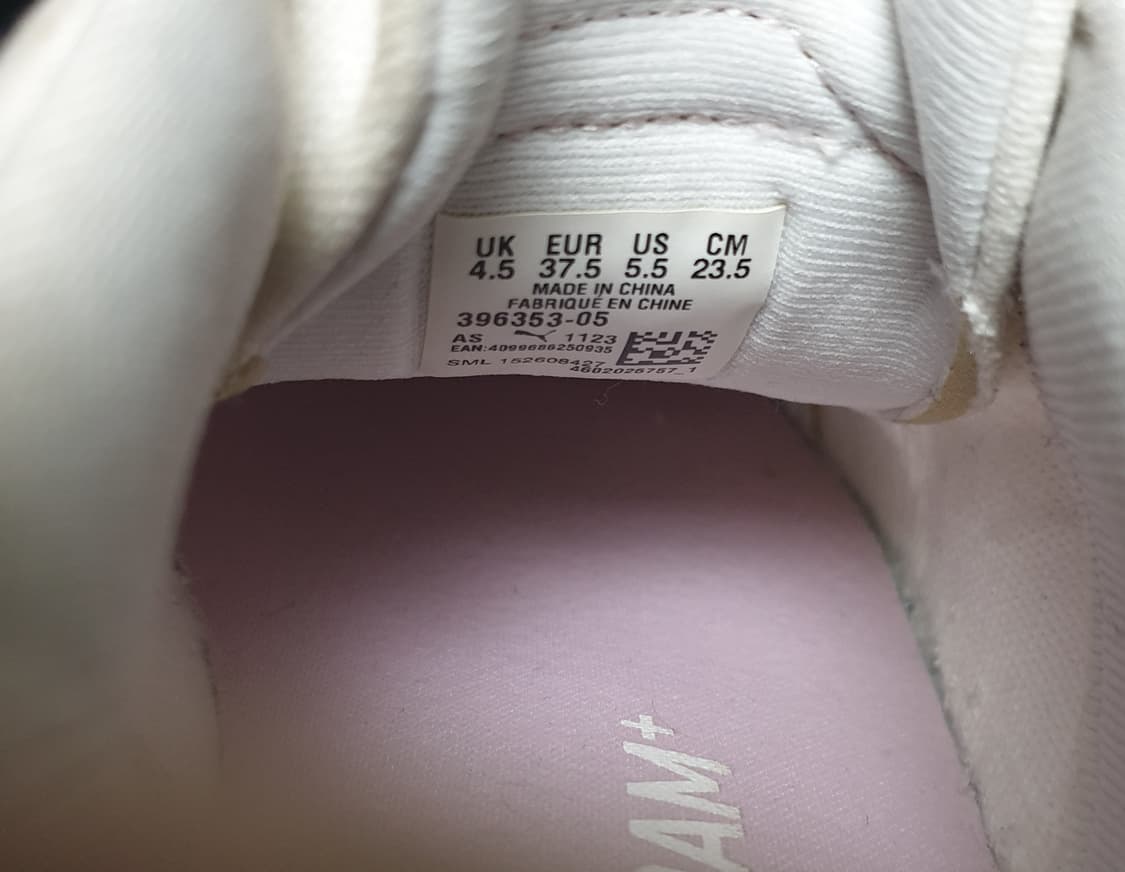 UK EUR US CM
4.5 37.5 5.5 23.5
MADE IN CHINA
FABRIQUÉ EN CHINE
396353-05
AS 1123
EAN:4099686250935
SML 152608427
4602025757_1
AM+